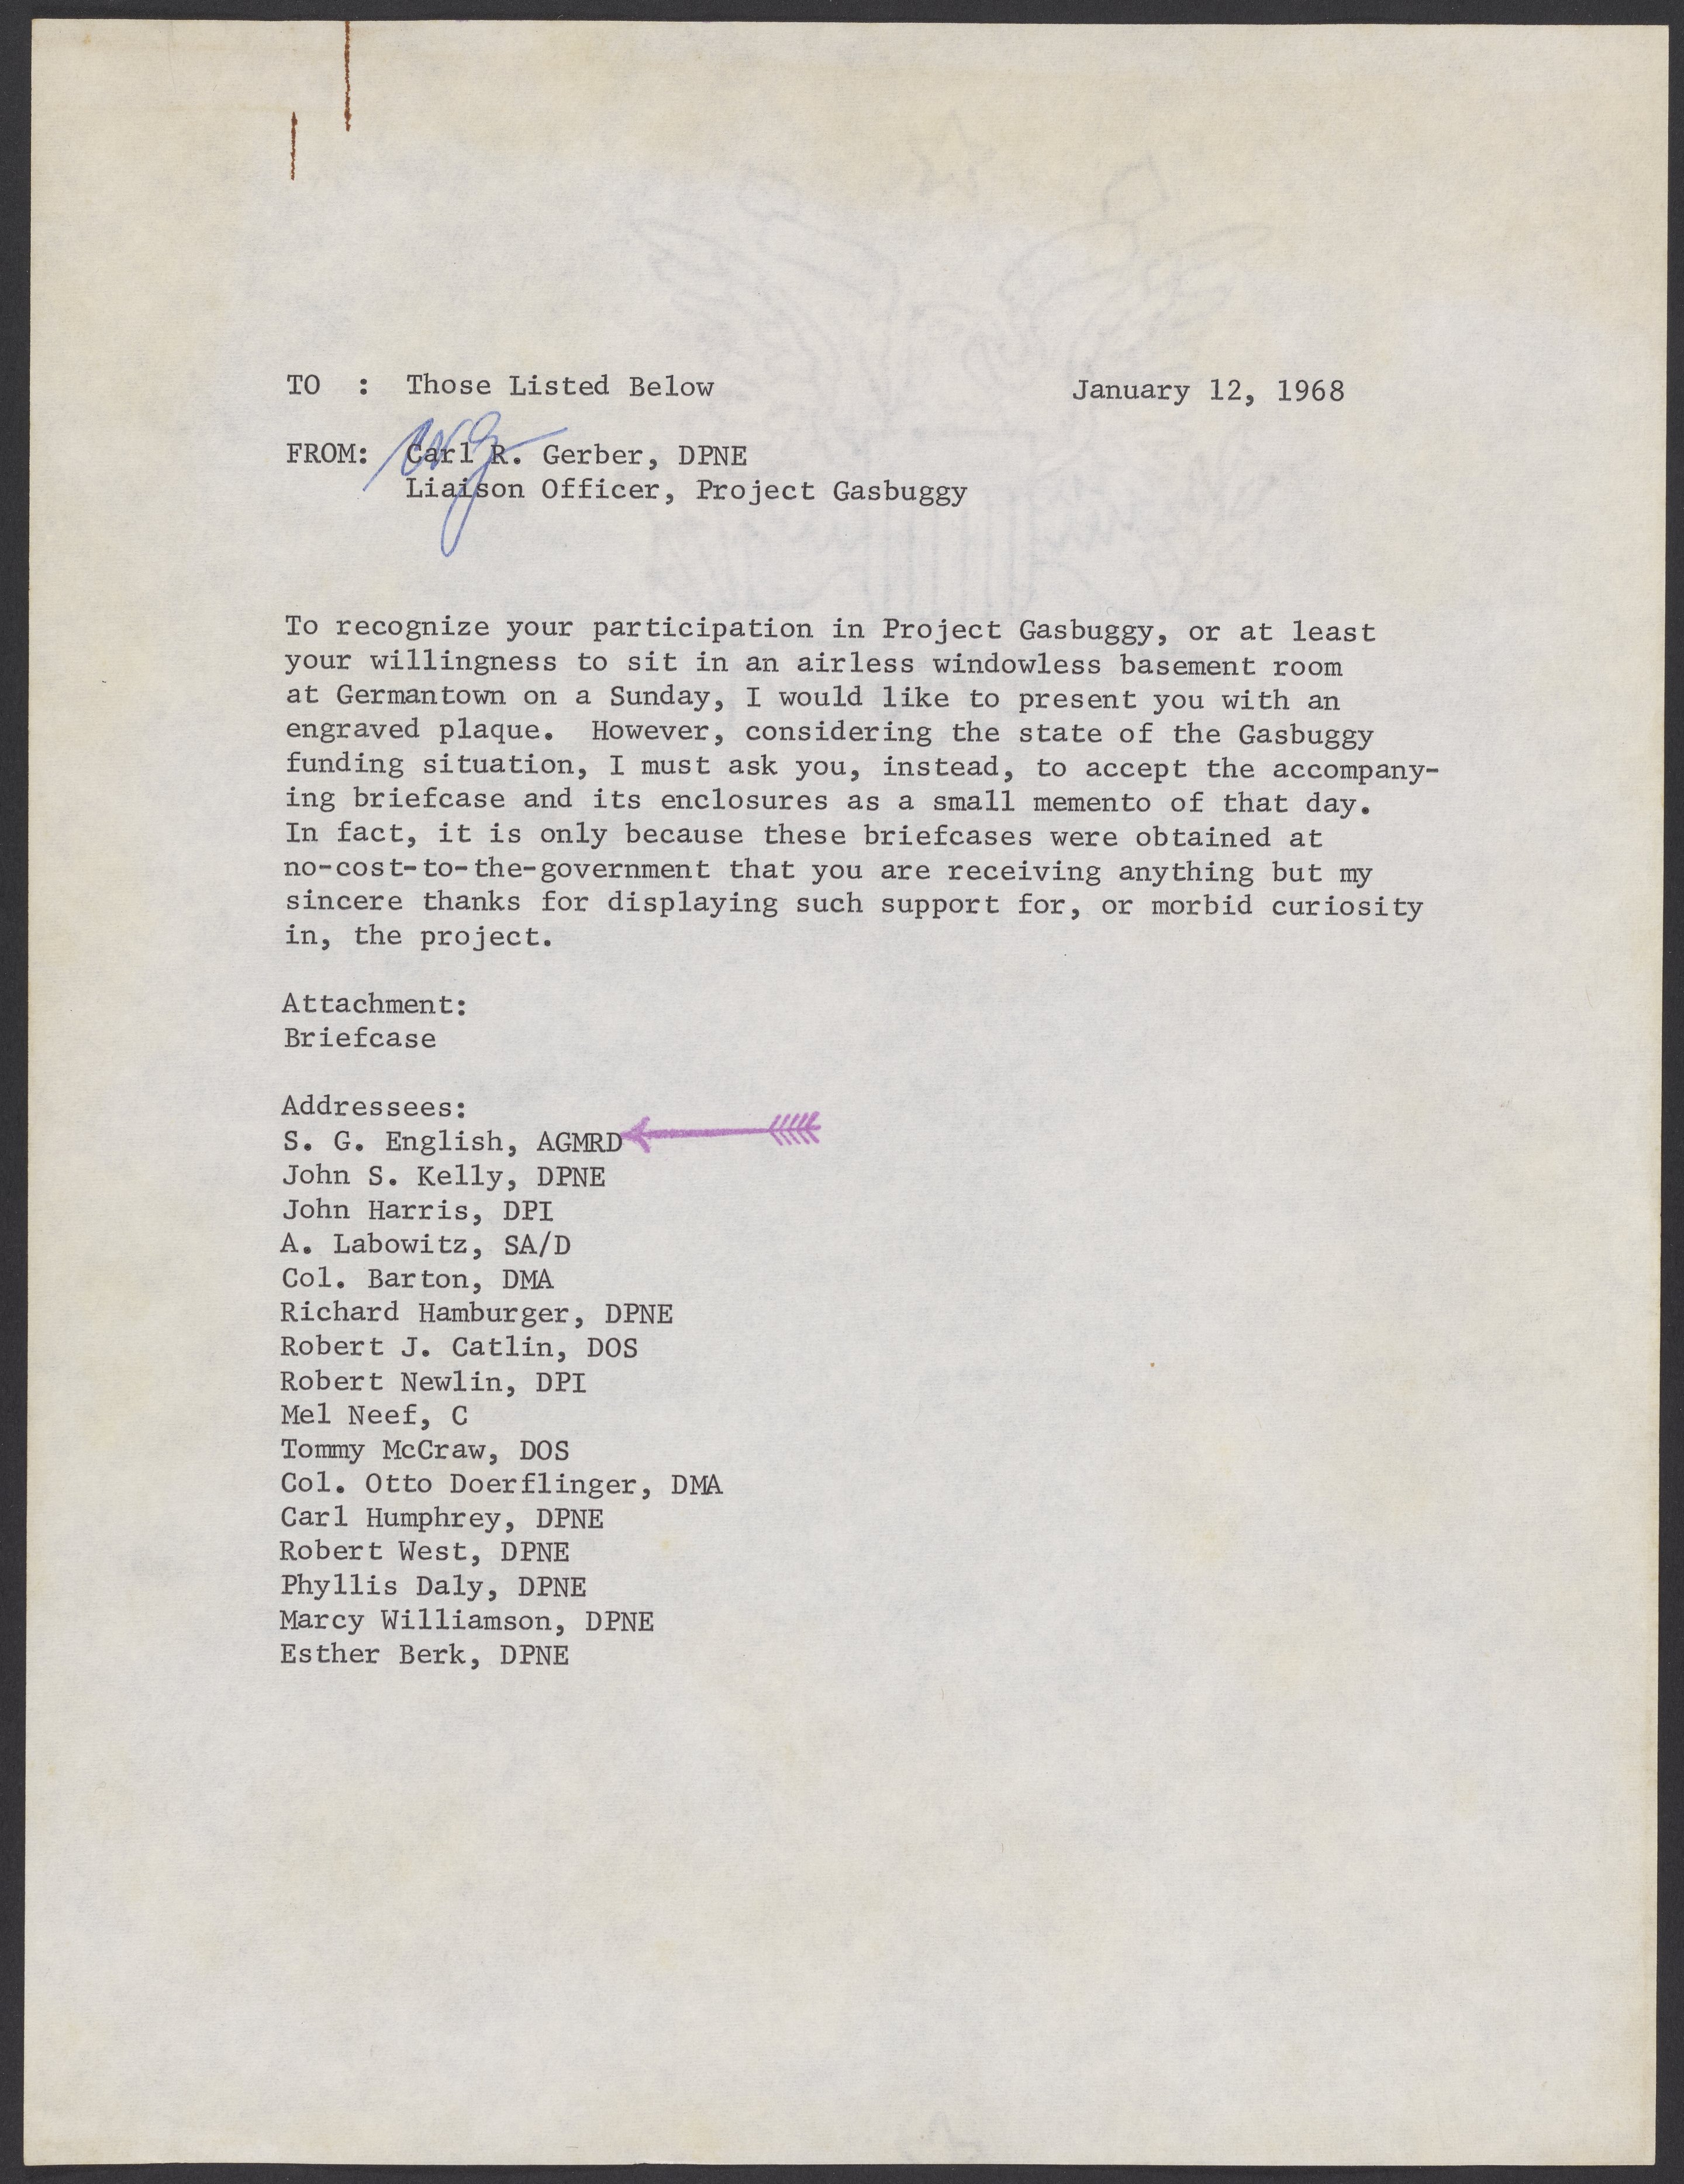 TO : Those Listed Below January 12, 1968
FROM: Carl R. Gerber, DPNE
Liaison Officer, Project Gasbuggy
To recognize your participation in Project Gasbuggy, or at least
your willingness to sit in an airless windowless basement room
at Germantown on a Sunday, I would like to present you with an
engraved plaque. However, considering the state of the Gasbuggy
funding situation, I must ask you, instead, to accept the accompany-
ing briefcase and its enclosures as a small memento of that day.
In fact, it is only because these briefcases were obtained at
no-cost-to-the-government that you are receiving anything but my
sincere thanks for displaying such support for, or morbid curiosity
in, the project.
Attachment:
Briefcase
Addressees:
S. G. English, AGMRD
John S. Kelly, DPNE
John Harris, DPI
A. Labowitz, SA/D
Col. Barton, DMA
Richard Hamburger, DPNE
Robert J. Catlin, DOS
Robert Newlin, DPI
Mel Neef, C
Tommy McCraw, DOS
Col. Otto Doerflinger, DMA
Carl Humphrey, DPNE
Robert West, DPNE
Phyllis Daly, DPNE
Marcy Williamson, DPNE
Esther Berk, DPNE